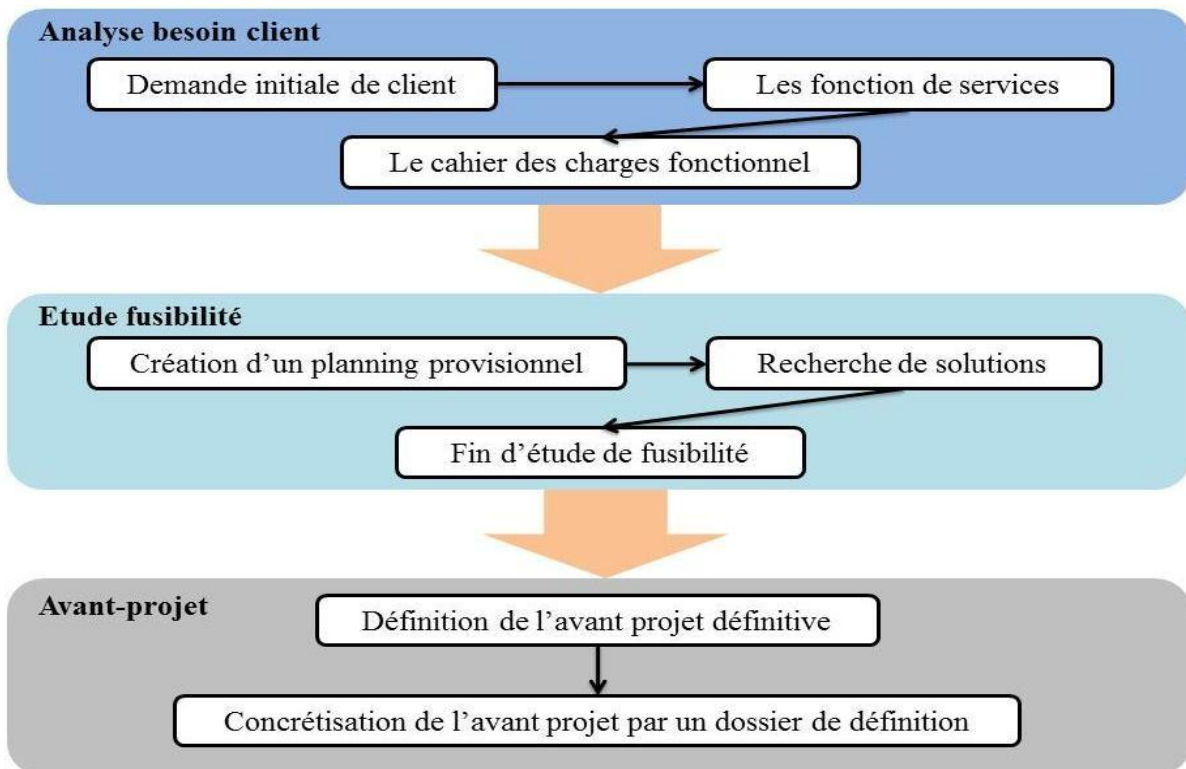 Analyse besoin client
Demande initiale de client
Les fonction de services
Le cahier des charges fonctionnel
Etude fusibilité
Création d’un planning provisionnel
Recherche de solutions
Fin d’étude de fusibilité
Avant-projet
Définition de l’avant projet définitive
Concrétisation de l’avant projet par un dossier de définition